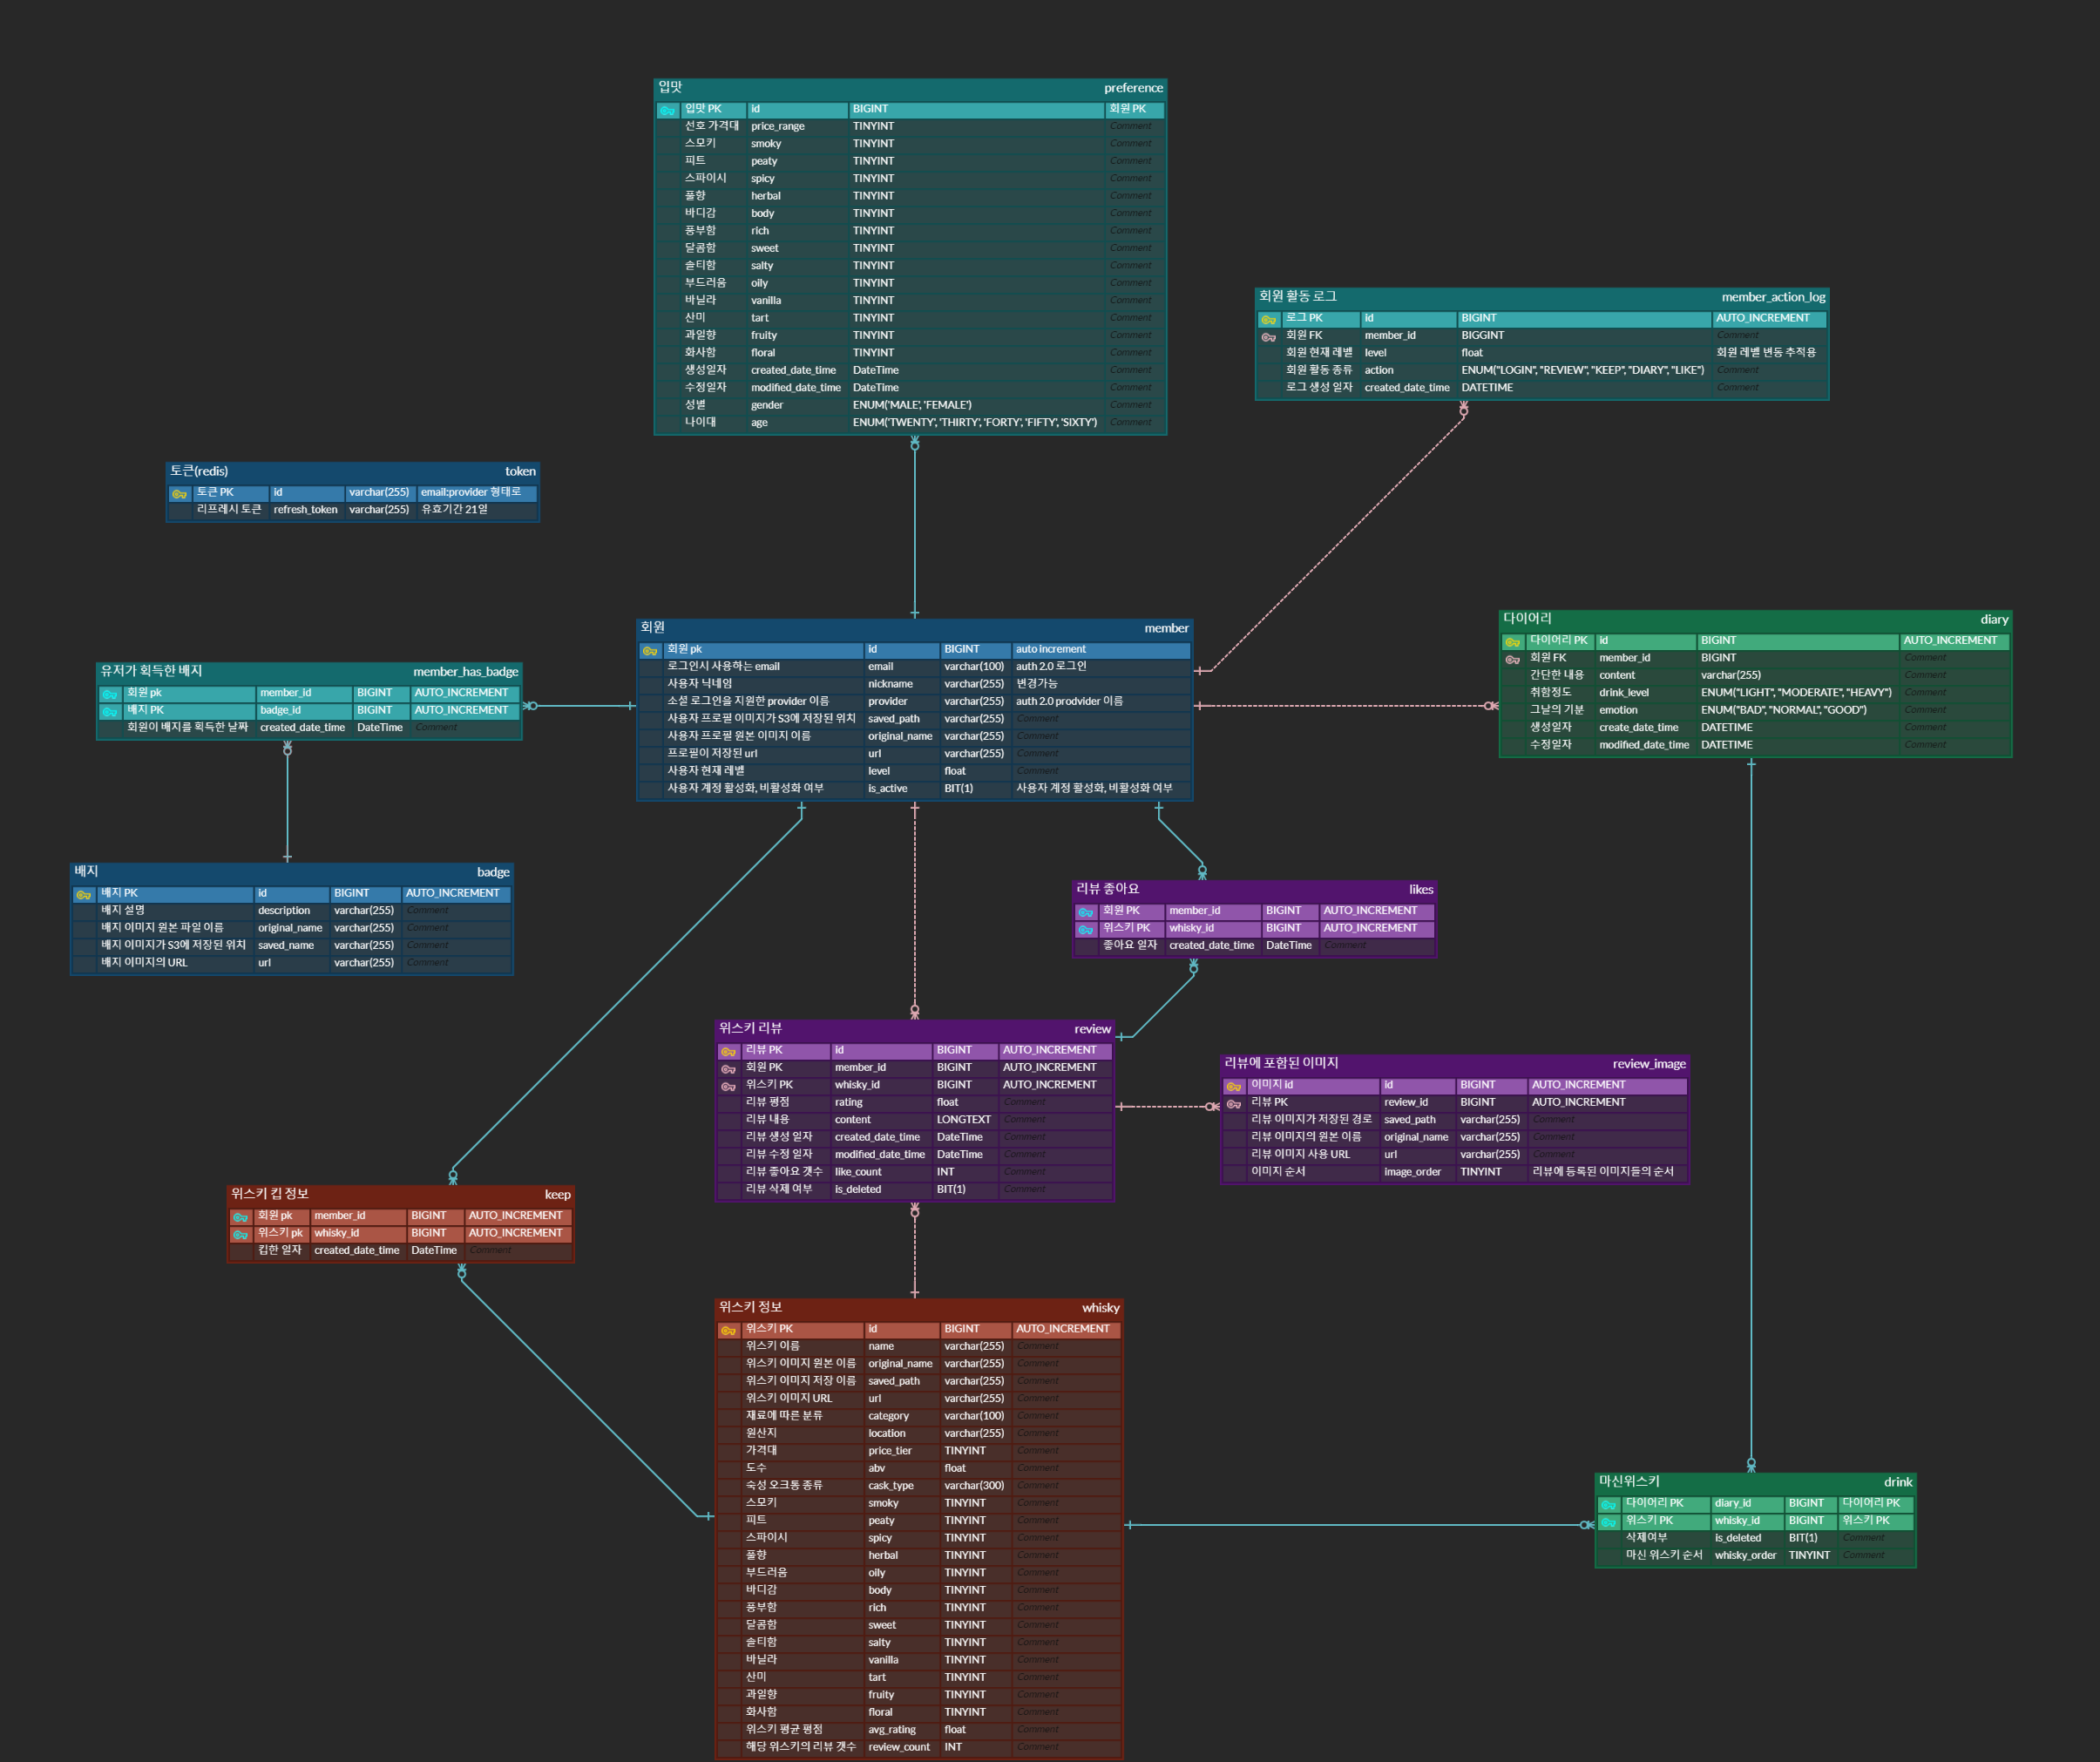 입맛 preference
입맛 PK id BIGINT 회원 PK
선호 가격대 price_range TINYINT Comment
스모키 smoky TINYINT Comment
피트 peaty TINYINT Comment
스파이시 spicy TINYINT Comment
풀향 herbal TINYINT Comment
바디감 body TINYINT Comment
풍부함 rich TINYINT Comment
달콤함 sweet TINYINT Comment
솔티함 salty TINYINT Comment
부드러움 oily TINYINT Comment
바닐라 vanilla TINYINT Comment
산미 tart TINYINT Comment
과일향 fruity TINYINT Comment
화사함 floral TINYINT Comment
생성일자 created_date_time DateTime Comment
수정일자 modified_date_time DateTime Comment
성별 gender ENUM('MALE', 'FEMALE') Comment
나이대 age ENUM('TWENTY', 'THIRTY', 'FORTY', 'FIFTY', 'SIXTY') Comment
회원 활동 로그 member_action_log
로그 PK id BIGINT AUTO_INCREMENT
회원 FK member_id BIGGINT Comment
회원 현재 레벨 level float 회원 레벨 변동 추적용
회원 활동 종류 action ENUM("LOGIN", "REVIEW", "KEEP", "DIARY", "LIKE") Comment
로그 생성 일자 created_date_time DATETIME Comment
토큰(redis) token
토큰 PK id varchar(255) email:provider 형태로
리프레시 토큰 refresh_token varchar(255) 유효기간 21일
회원 member
회원 pk id BIGINT auto increment
로그인시 사용하는 email email varchar(100) auth 2.0 로그인
사용자 닉네임 nickname varchar(255) 변경가능
소셜 로그인을 지원한 provider 이름 provider varchar(255) auth 2.0 prodvider 이름
사용자 프로필 이미지가 S3에 저장된 위치 saved_path varchar(255) Comment
사용자 프로필 원본 이미지 이름 original_name varchar(255) Comment
프로필이 저장된 url url varchar(255) Comment
사용자 현재 레벨 level float Comment
사용자 계정 활성화, 비활성화 여부 is_active BIT(1) 사용자 계정 활성화, 비활성화 여부
다이어리 diary
다이어리 PK id BIGINT AUTO_INCREMENT
회원 FK member_id BIGINT Comment
간단한 내용 content varchar(255) Comment
취함정도 drink_level ENUM("LIGHT", "MODERATE", "HEAVY") Comment
그날의 기분 emotion ENUM("BAD", "NORMAL", "GOOD") Comment
생성일자 create_date_time DATETIME Comment
수정일자 modified_date_time DATETIME Comment
유저가 획득한 배지 member_has_badge
회원 pk member_id BIGINT AUTO_INCREMENT
배지 PK badge_id BIGINT AUTO_INCREMENT
회원이 배지를 획득한 날짜 created_date_time DateTime Comment
배지 badge
배지 PK id BIGINT AUTO_INCREMENT
배지 설명 description varchar(255) Comment
배지 이미지 원본 파일 이름 original_name varchar(255) Comment
배지 이미지가 S3에 저장된 위치 saved_name varchar(255) Comment
배지 이미지의 URL url varchar(255) Comment
리뷰 좋아요 likes
회원 PK member_id BIGINT AUTO_INCREMENT
위스키 PK whisky_id BIGINT AUTO_INCREMENT
좋아요 일자 created_date_time DateTime Comment
위스키 리뷰 review
리뷰 PK id BIGINT AUTO_INCREMENT
회원 PK member_id BIGINT AUTO_INCREMENT
위스키 PK whisky_id BIGINT AUTO_INCREMENT
리뷰 평점 rating float Comment
리뷰 내용 content LONGTEXT Comment
리뷰 생성 일자 created_date_time DateTime Comment
리뷰 수정 일자 modified_date_time DateTime Comment
리뷰 좋아요 갯수 like_count INT Comment
리뷰 삭제 여부 is_deleted BIT(1) Comment
리뷰에 포함된 이미지 review_image
이미지 id id BIGINT AUTO_INCREMENT
리뷰 PK review_id BIGINT AUTO_INCREMENT
리뷰 이미지가 저장된 경로 saved_path varchar(255) Comment
리뷰 이미지의 원본 이름 original_name varchar(255) Comment
리뷰 이미지 사용 URL url varchar(255) Comment
이미지 순서 image_order TINYINT 리뷰에 등록된 이미지들의 순서
위스키 킵 정보 keep
회원 pk member_id BIGINT AUTO_INCREMENT
위스키 pk whisky_id BIGINT AUTO_INCREMENT
킵한 일자 created_date_time DateTime Comment
위스키 정보 whisky
위스키 PK id BIGINT AUTO_INCREMENT
위스키 이름 name varchar(255) Comment
위스키 이미지 원본 이름 original_name varchar(255) Comment
위스키 이미지 저장 이름 saved_path varchar(255) Comment
위스키 이미지 URL url varchar(255) Comment
재료에 따른 분류 category varchar(100) Comment
원산지 location varchar(255) Comment
가격대 price_tier TINYINT Comment
도수 abv float Comment
숙성 오크통 종류 cask_type varchar(300) Comment
스모키 smoky TINYINT Comment
피트 peaty TINYINT Comment
스파이시 spicy TINYINT Comment
풀향 herbal TINYINT Comment
부드러움 oily TINYINT Comment
바디감 body TINYINT Comment
풍부함 rich TINYINT Comment
달콤함 sweet TINYINT Comment
솔티함 salty TINYINT Comment
바닐라 vanilla TINYINT Comment
산미 tart TINYINT Comment
과일향 fruity TINYINT Comment
화사함 floral TINYINT Comment
위스키 평균 평점 avg_rating float Comment
해당 위스키의 리뷰 갯수 review_count INT Comment
마신위스키 drink
다이어리 PK diary_id BIGINT 다이어리 PK
위스키 PK whisky_id BIGINT 위스키 PK
삭제여부 is_deleted BIT(1) Comment
마신 위스키 순서 whisky_order TINYINT Comment